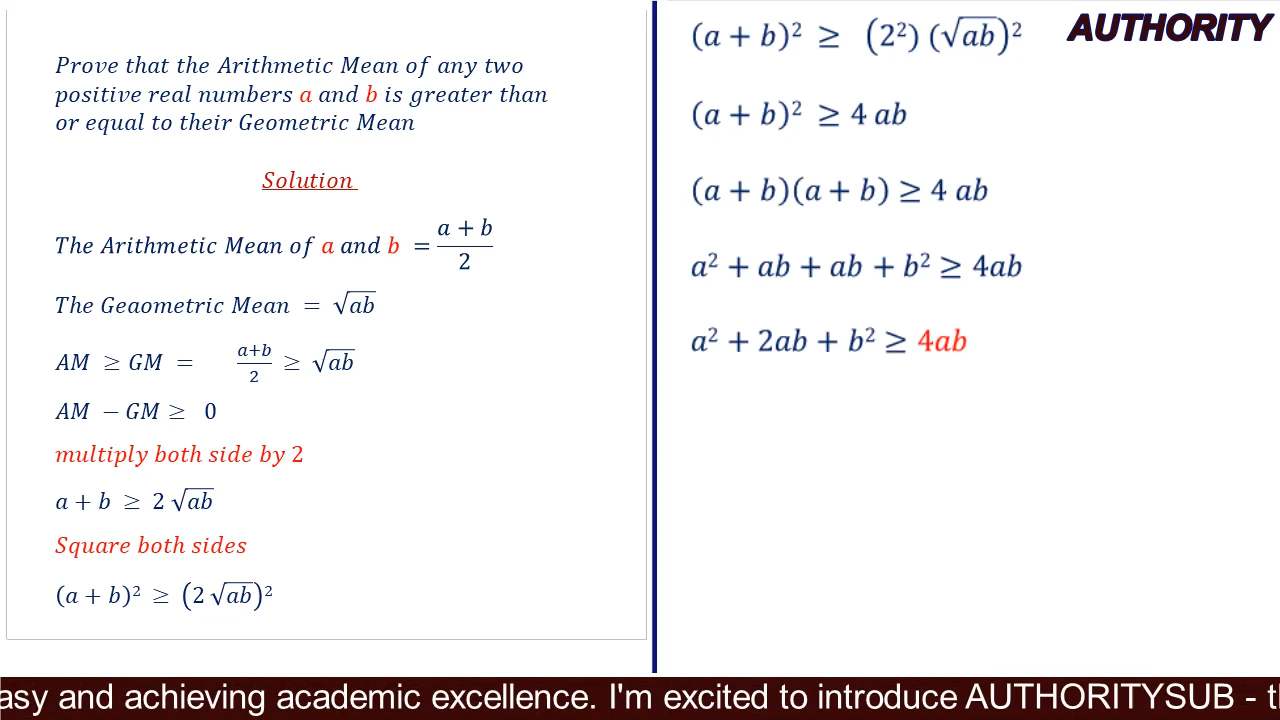 Prove that the Arithmetic Mean of any two
positive real numbers a and b is greater than
or equal to their Geometric Mean
Solution
The Arithmetic Mean of a and b = (a + b)/2
The Geaometric Mean = √ab
AM ≥ GM = (a+b)/2 ≥ √ab
AM − GM ≥ 0
multiply both side by 2
a + b ≥ 2 √ab
Square both sides
(a + b)² ≥ (2 √ab)²
AUTHORITY
(a + b)² ≥ (2²) (√ab)²
(a + b)² ≥ 4 ab
(a + b)(a + b) ≥ 4 ab
a² + ab + ab + b² ≥ 4ab
a² + 2ab + b² ≥ 4ab
asy and achieving academic excellence. I'm excited to introduce AUTHORITYSUB - t